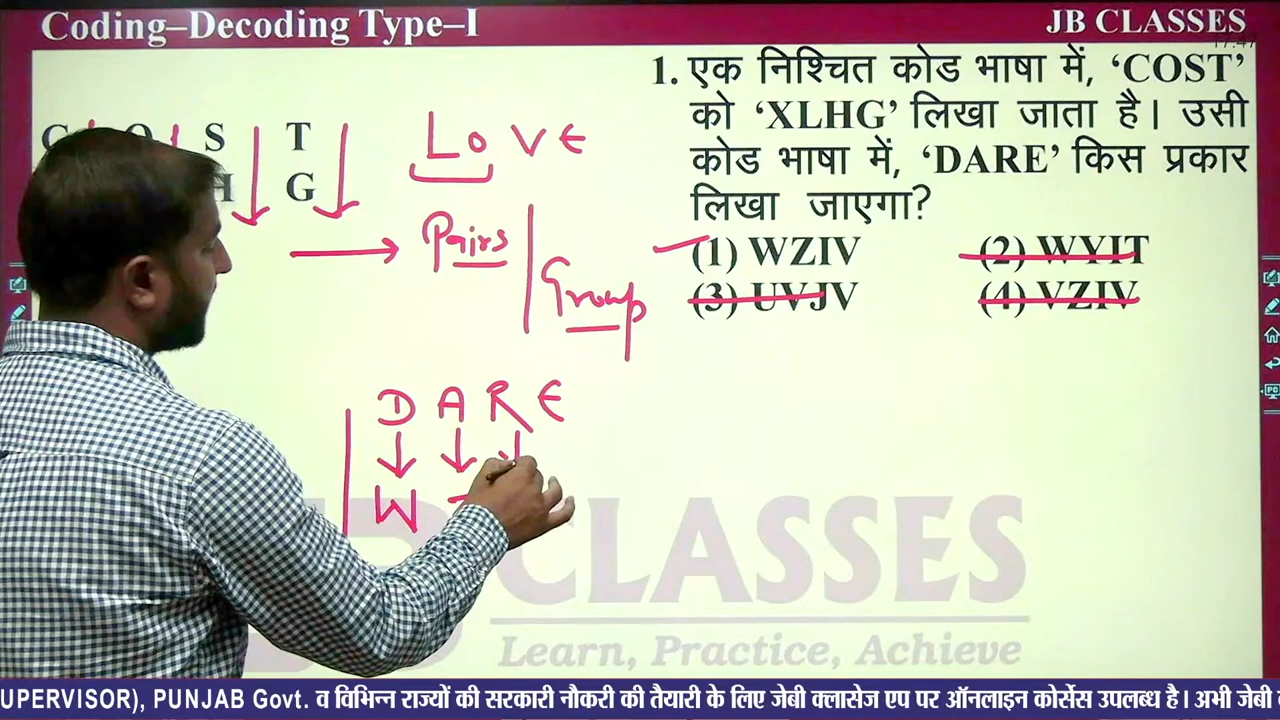 Coding–Decoding Type–I
JB CLASSES
1. एक निश्चित कोड भाषा में, ‘COST’
को ‘XLHG’ लिखा जाता है। उसी
कोड भाषा में, ‘DARE’ किस प्रकार
लिखा जाएगा?
(1) WZIV (2) WYIT
(3) UVJV (4) VZIV
S T
H G
LOVE
Pairs
Group
DARE
W
CLASSES
Learn, Practice, Achieve
SUPERVISOR), PUNJAB Govt. व विभिन्न राज्यों की सरकारी नौकरी की तैयारी के लिए जेबी क्लासेज एप पर ऑनलाइन कोर्सेस उपलब्ध है। अभी जेबी